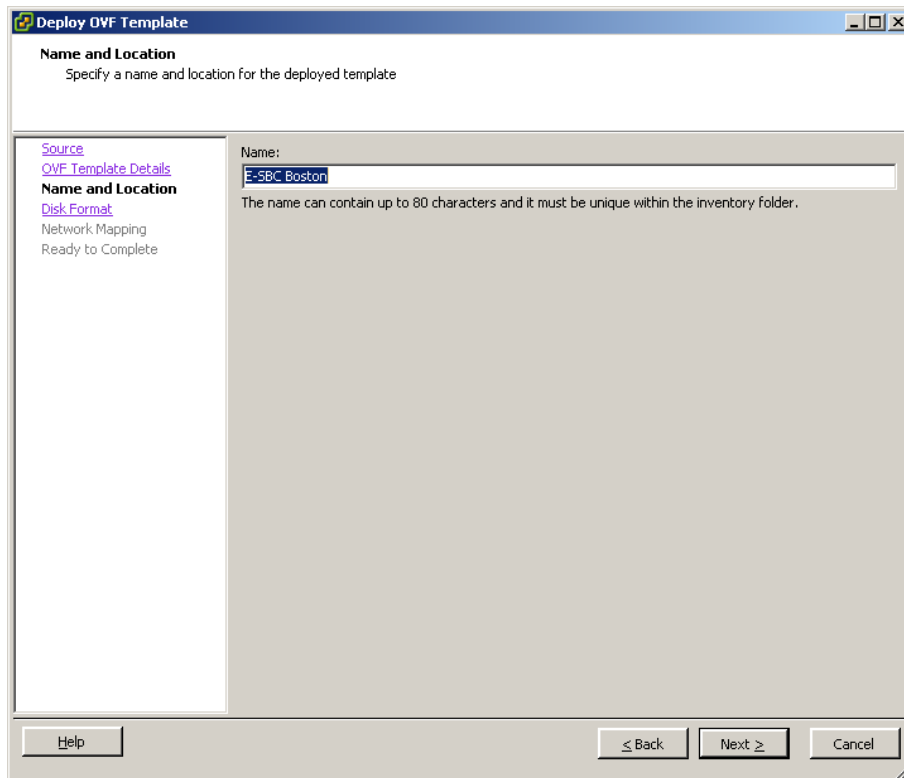 Deploy OVF Template
Name and Location
Specify a name and location for the deployed template
Source
OVF Template Details
Name and Location
Disk Format
Network Mapping
Ready to Complete
Name:
E-SBC Boston
The name can contain up to 80 characters and it must be unique within the inventory folder.
Help
< Back
Next >
Cancel